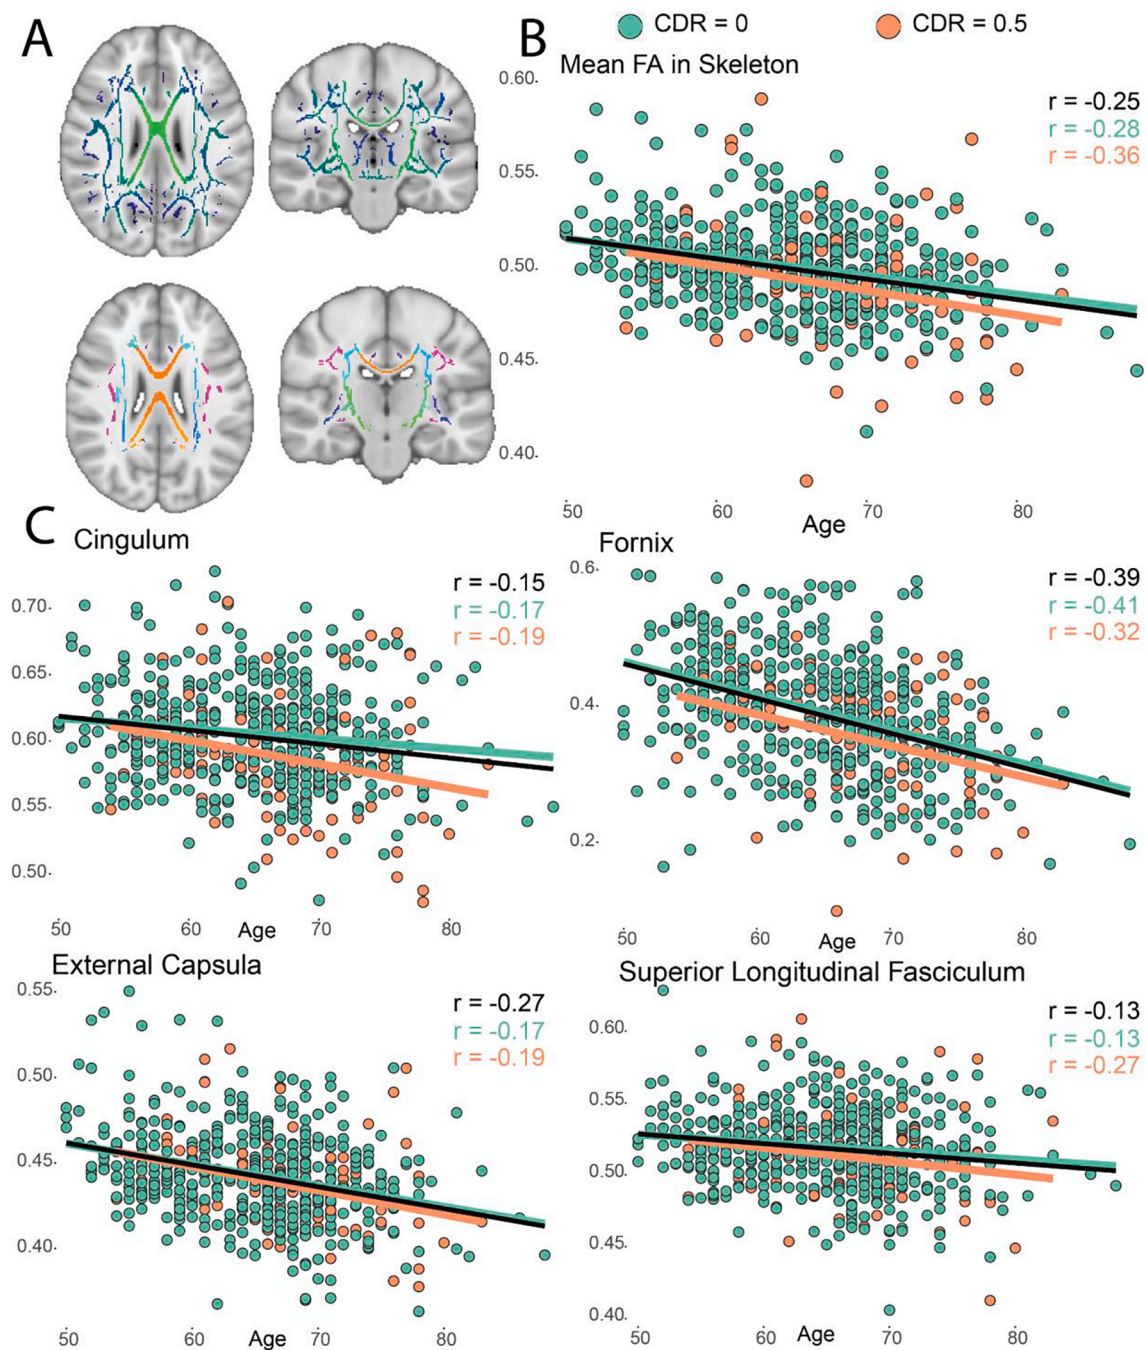 A
B
CDR = 0
CDR = 0.5
Mean FA in Skeleton
r = -0.25
r = -0.28
r = -0.36
0.60
0.55
0.50
0.45
0.40
50
60
70
80
Age
C
Cingulum
r = -0.15
r = -0.17
r = -0.19
0.70
0.65
0.60
0.55
0.50
50
60
70
80
Age
Fornix
r = -0.39
r = -0.41
r = -0.32
0.6
0.4
0.2
50
60
70
80
Age
External Capsula
r = -0.27
r = -0.17
r = -0.19
0.55
0.50
0.45
0.40
50
60
70
80
Age
Superior Longitudinal Fasciculum
r = -0.13
r = -0.13
r = -0.27
0.60
0.55
0.50
0.45
0.40
50
60
70
80
Age